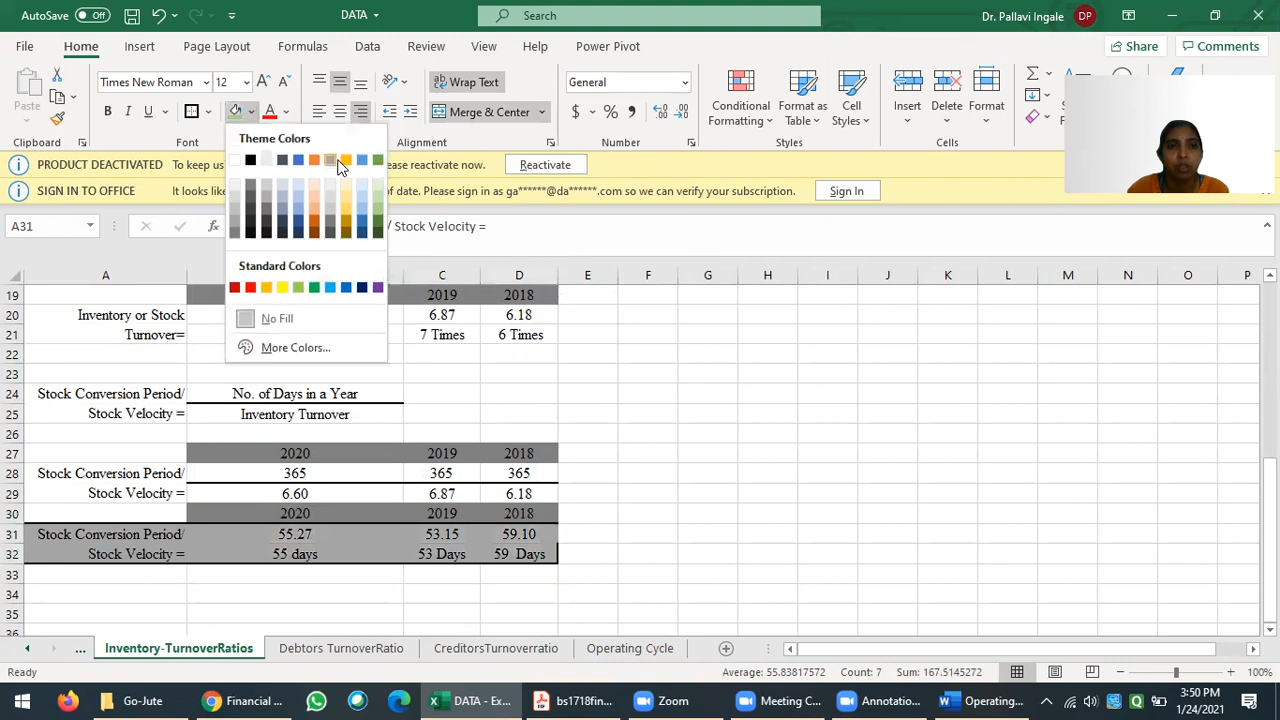 AutoSave Off DATA Search Dr. Pallavi Ingale DP
File Home Insert Page Layout Formulas Data Review View Help Power Pivot Share Comments
Times New Roman 12 Wrap Text General
Paste B I U Merge & Center $ % Conditional Formatting Format as Table Cell Styles Insert Delete Format
Clipboard Font Alignment Number Styles Cells
Theme Colors
PRODUCT DEACTIVATED To keep us ease reactivate now. Reactivate
SIGN IN TO OFFICE It looks like of date. Please sign in as ga******@da******.com so we can verify your subscription. Sign In
A31 / Stock Velocity =
Standard Colors
No Fill
More Colors...
A C D E F G H I J K L M N O P
19 2019 2018
20 Inventory or Stock 6.87 6.18
21 Turnover= 7 Times 6 Times
22
23
24 Stock Conversion Period/ No. of Days in a Year
25 Stock Velocity = Inventory Turnover
26
27 2020 2019 2018
28 Stock Conversion Period/ 365 365 365
29 Stock Velocity = 6.60 6.87 6.18
30 2020 2019 2018
31 Stock Conversion Period/ 55.27 53.15 59.10
32 Stock Velocity = 55 days 53 Days 59 Days
33
34
35
36
... Inventory-TurnoverRatios Debtors TurnoverRatio CreditorsTurnoverratio Operating Cycle
Ready Average: 55.83817572 Count: 7 Sum: 167.5145272 100%
Go-Jute Financial ... DATA - Ex... bs1718fin... Zoom Meeting C... Annotatio... Operating... 3:50 PM
1/24/2021